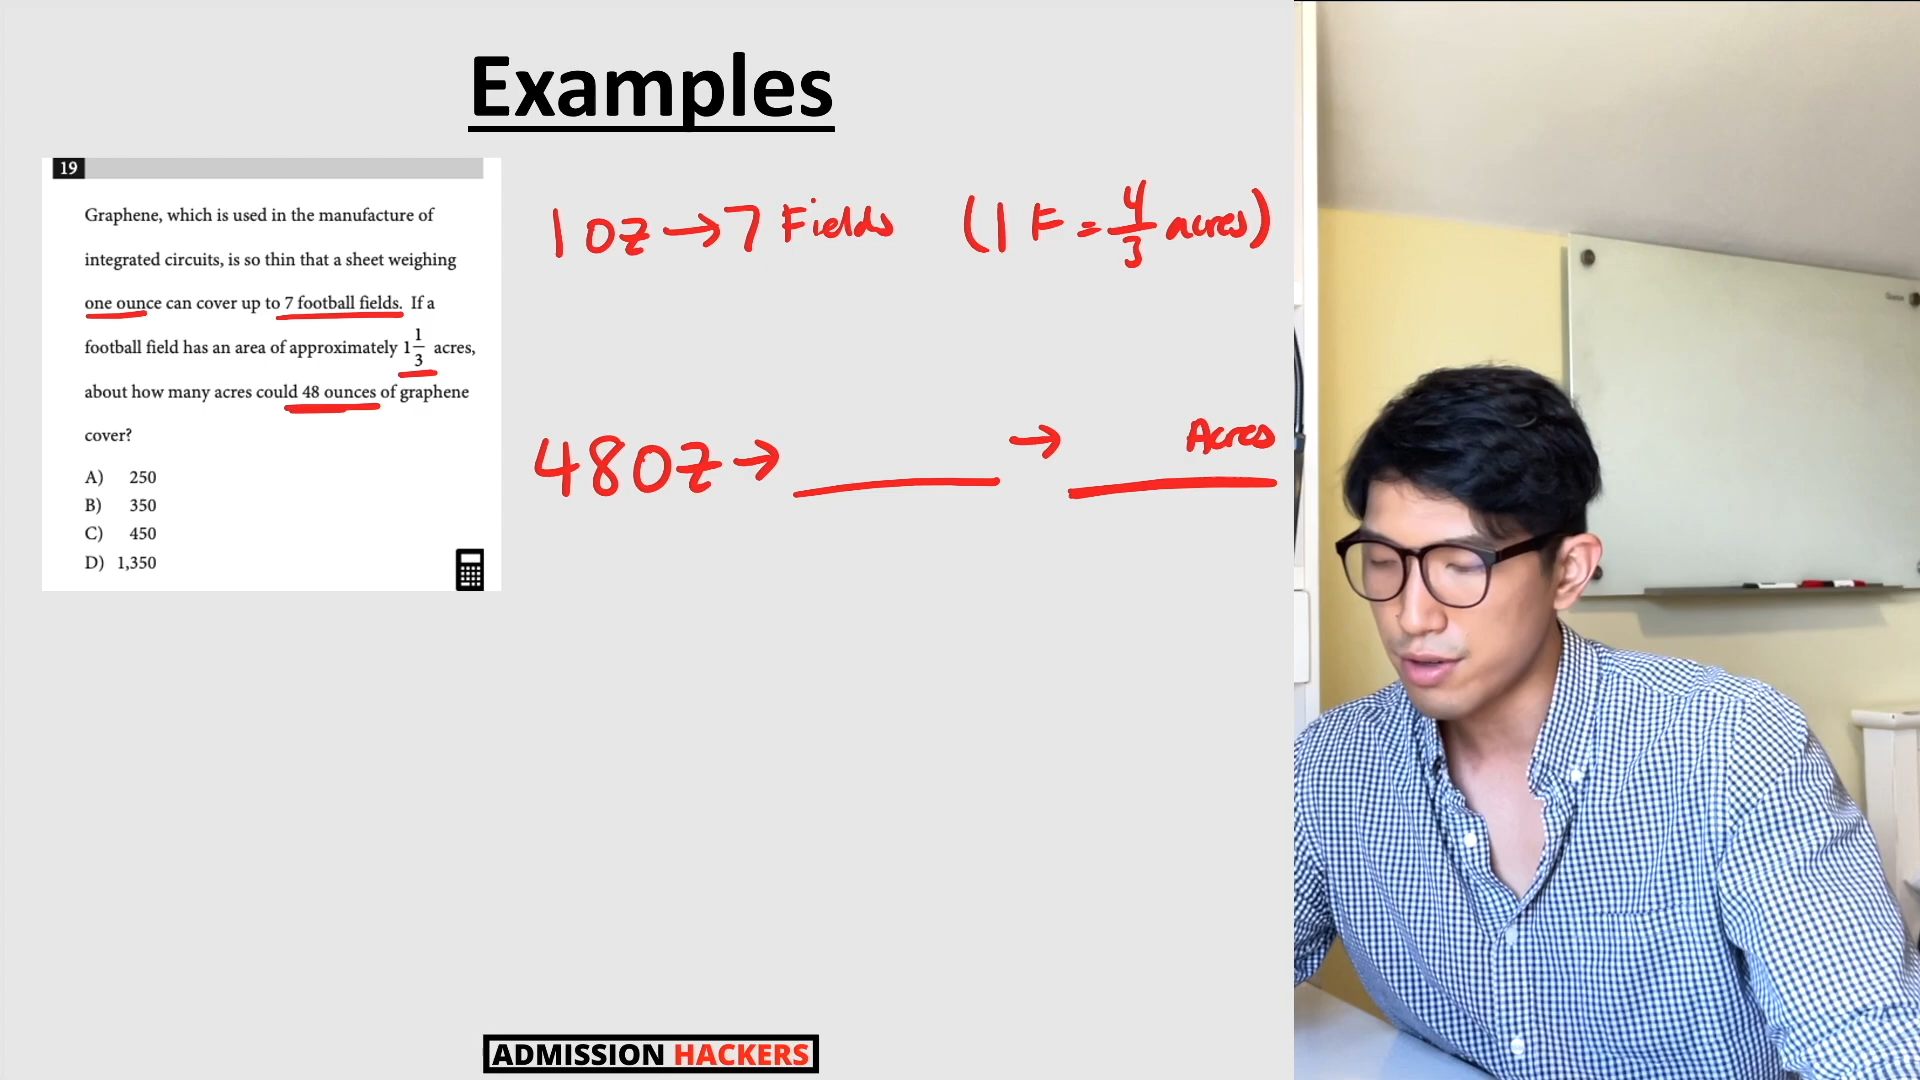 Examples
19
Graphene, which is used in the manufacture of
integrated circuits, is so thin that a sheet weighing
one ounce can cover up to 7 football fields. If a
football field has an area of approximately 1 1/3 acres,
about how many acres could 48 ounces of graphene
cover?
A) 250
B) 350
C) 450
D) 1,350
1 oz → 7 Fields (1 F = 4/3 acres)
48oz → ____ → ____ Acres
ADMISSION HACKERS